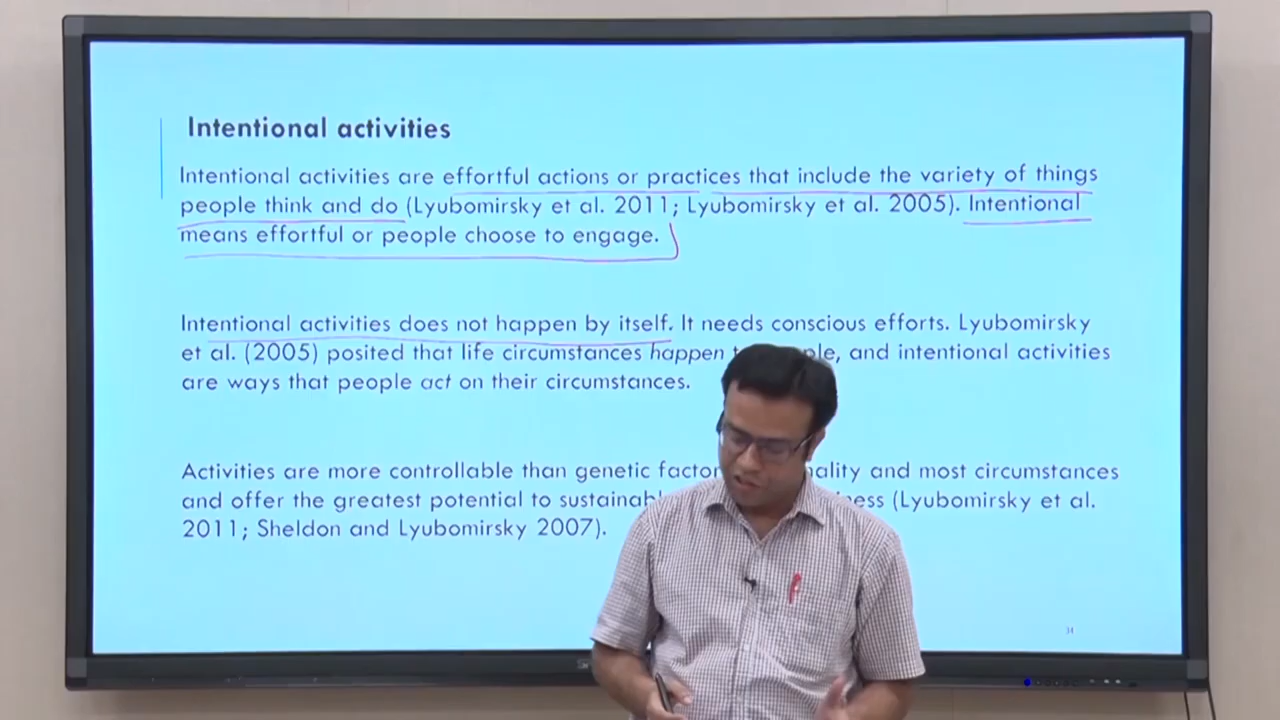 Intentional activities
Intentional activities are effortful actions or practices that include the variety of things
people think and do (Lyubomirsky et al. 2011; Lyubomirsky et al. 2005). Intentional
means effortful or people choose to engage.
Intentional activities does not happen by itself. It needs conscious efforts. Lyubomirsky
et al. (2005) posited that life circumstances happen and intentional activities
are ways that people act on their circumstances.
Activities are more controllable than genetic and most circumstances
and offer the greatest potential to (Lyubomirsky et al.
2011; Sheldon and Lyubomirsky 2007).